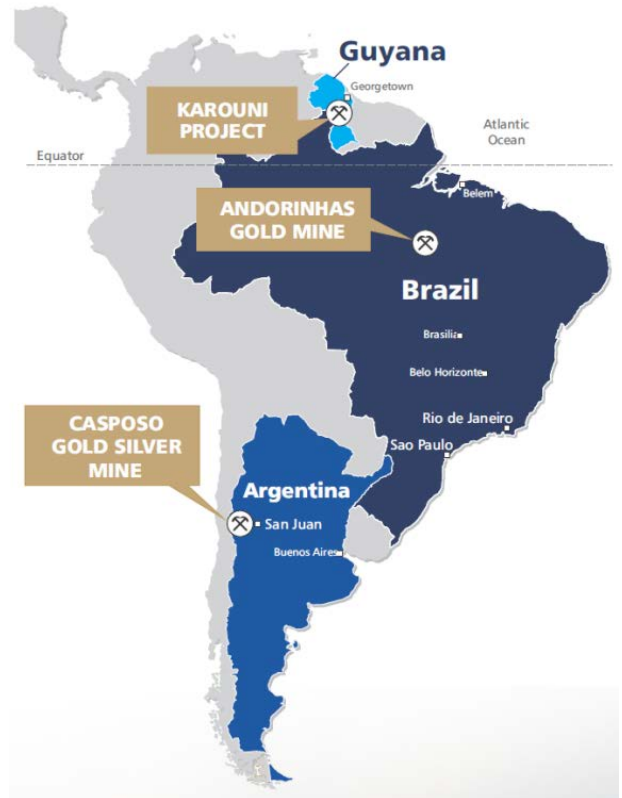 Guyana
Georgetown
KAROUNI
PROJECT
Atlantic
Ocean
Equator
Belem
ANDORINHAS
GOLD MINE
Brazil
Brasilia
Belo Horizonte
Rio de Janeiro
Sao Paulo
CASPOSO
GOLD SILVER
MINE
Argentina
San Juan
Buenos Aires